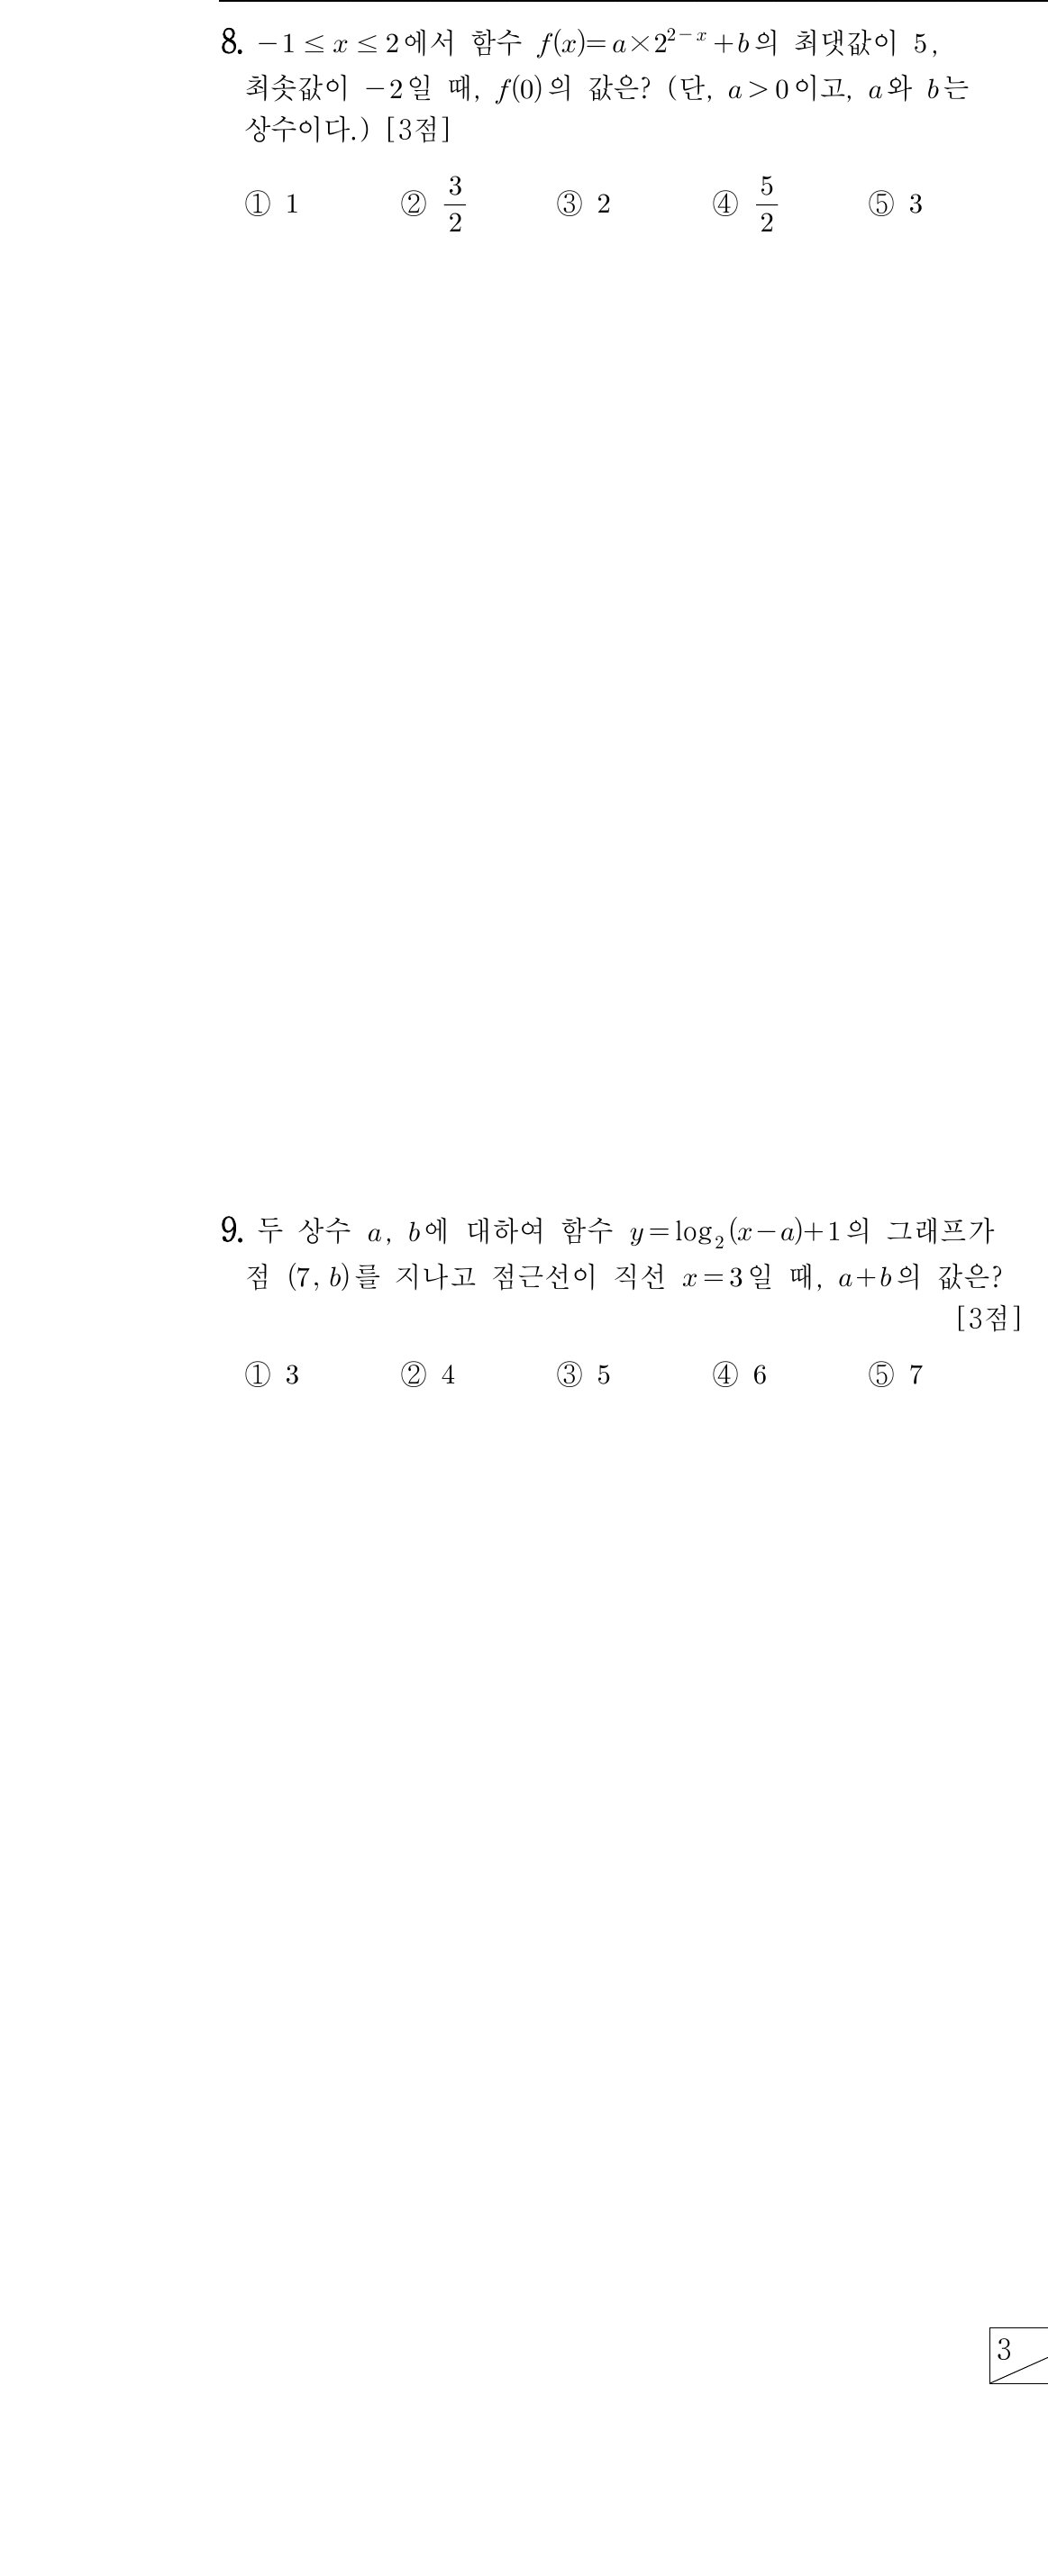 8. −1 ≤ x ≤ 2에서 함수 f(x)= a×2²⁻ˣ+b의 최댓값이 5,
최솟값이 −2일 때, f(0)의 값은? (단, a > 0이고, a와 b는
상수이다.) [3점]
① 1 ② 3/2 ③ 2 ④ 5/2 ⑤ 3
9. 두 상수 a, b에 대하여 함수 y=log₂(x−a)+1의 그래프가
점 (7, b)를 지나고 점근선이 직선 x=3일 때, a+b의 값은?
[3점]
① 3 ② 4 ③ 5 ④ 6 ⑤ 7
3